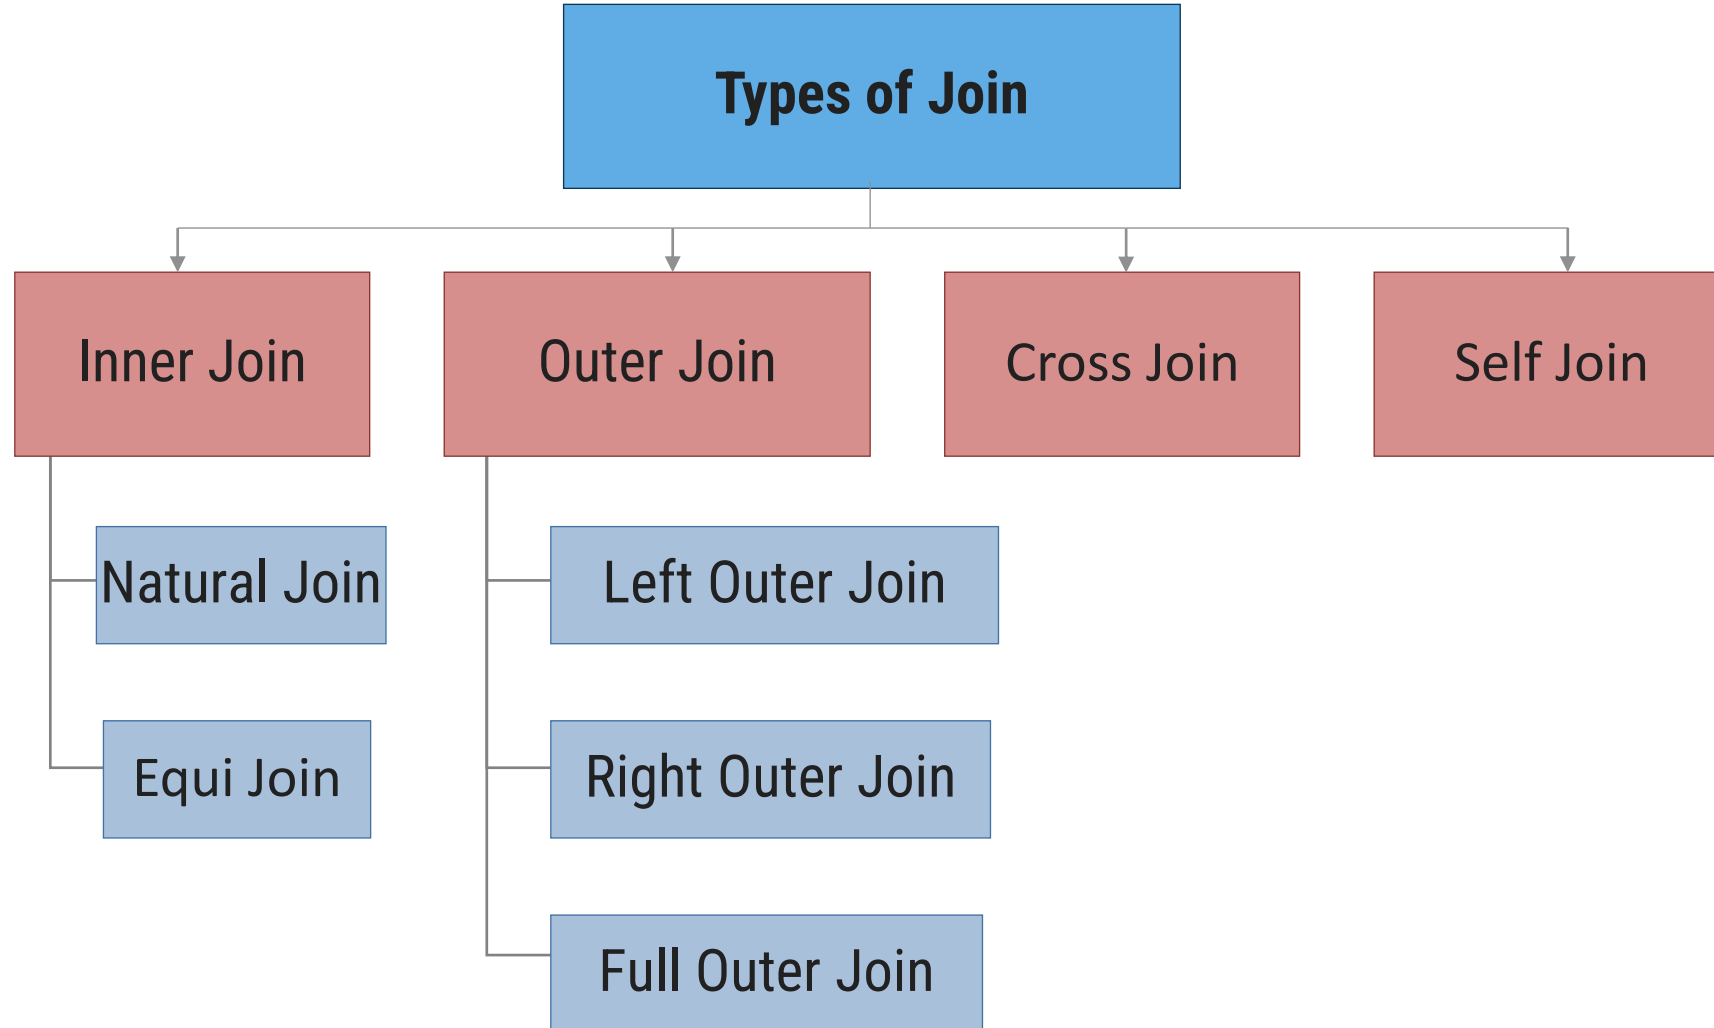 Types of Join
Inner Join
Outer Join
Cross Join
Self Join
Natural Join
Left Outer Join
Equi Join
Right Outer Join
Full Outer Join